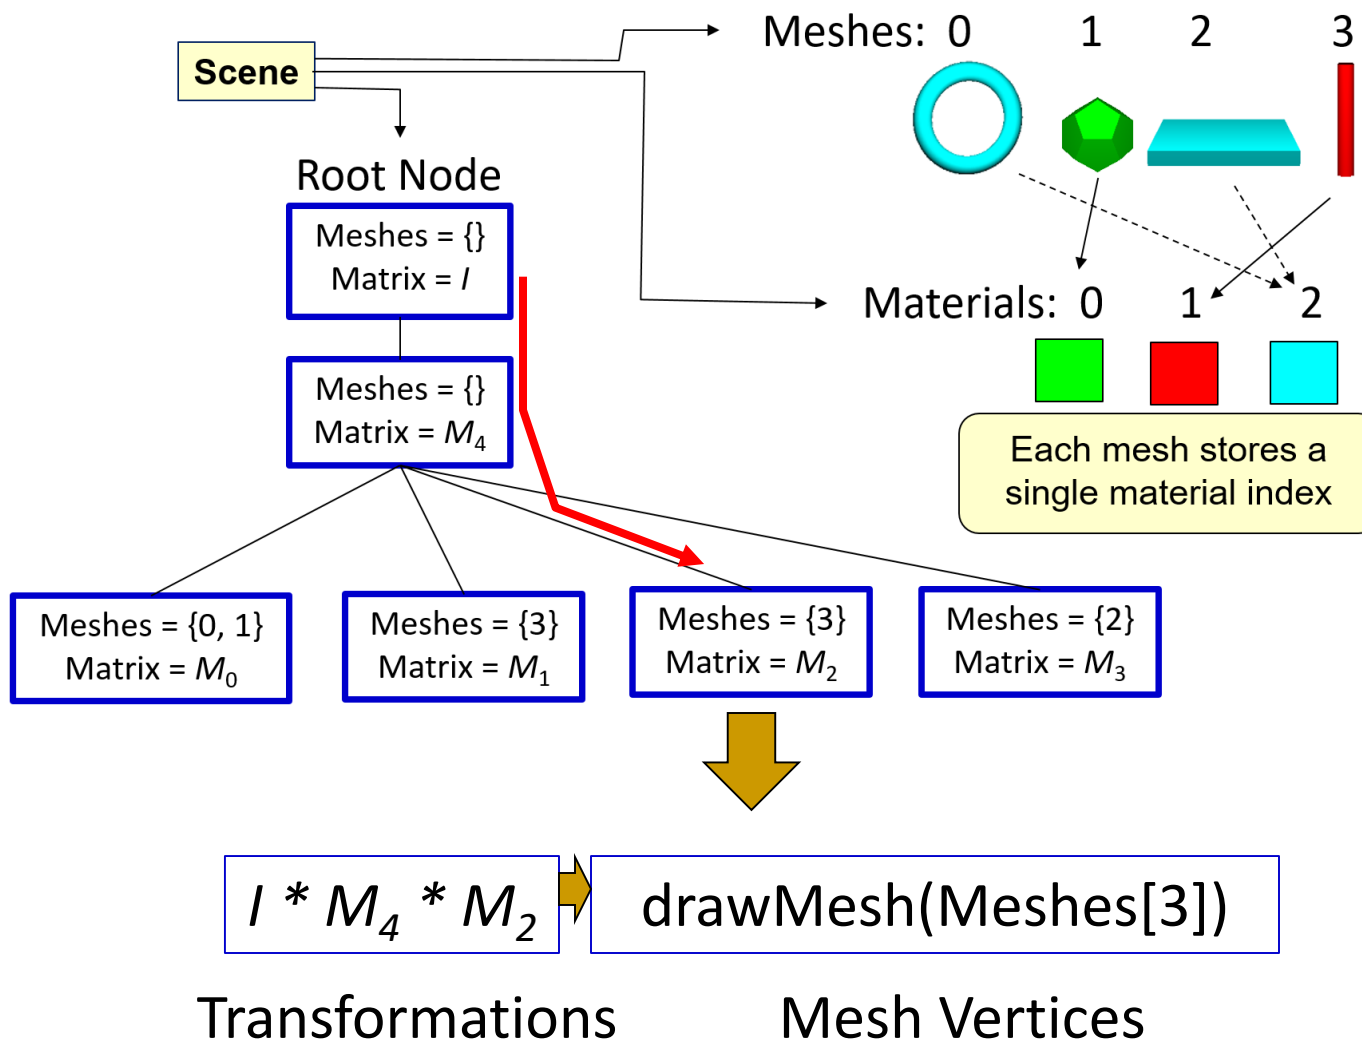 Scene
Meshes: 0 1 2 3
Root Node
Meshes = {}
Matrix = I
Materials: 0 1 2
Meshes = {}
Matrix = M₄
Each mesh stores a
single material index
Meshes = {0, 1}
Matrix = M₀
Meshes = {3}
Matrix = M₁
Meshes = {3}
Matrix = M₂
Meshes = {2}
Matrix = M₃
I * M₄ * M₂
drawMesh(Meshes[3])
Transformations
Mesh Vertices